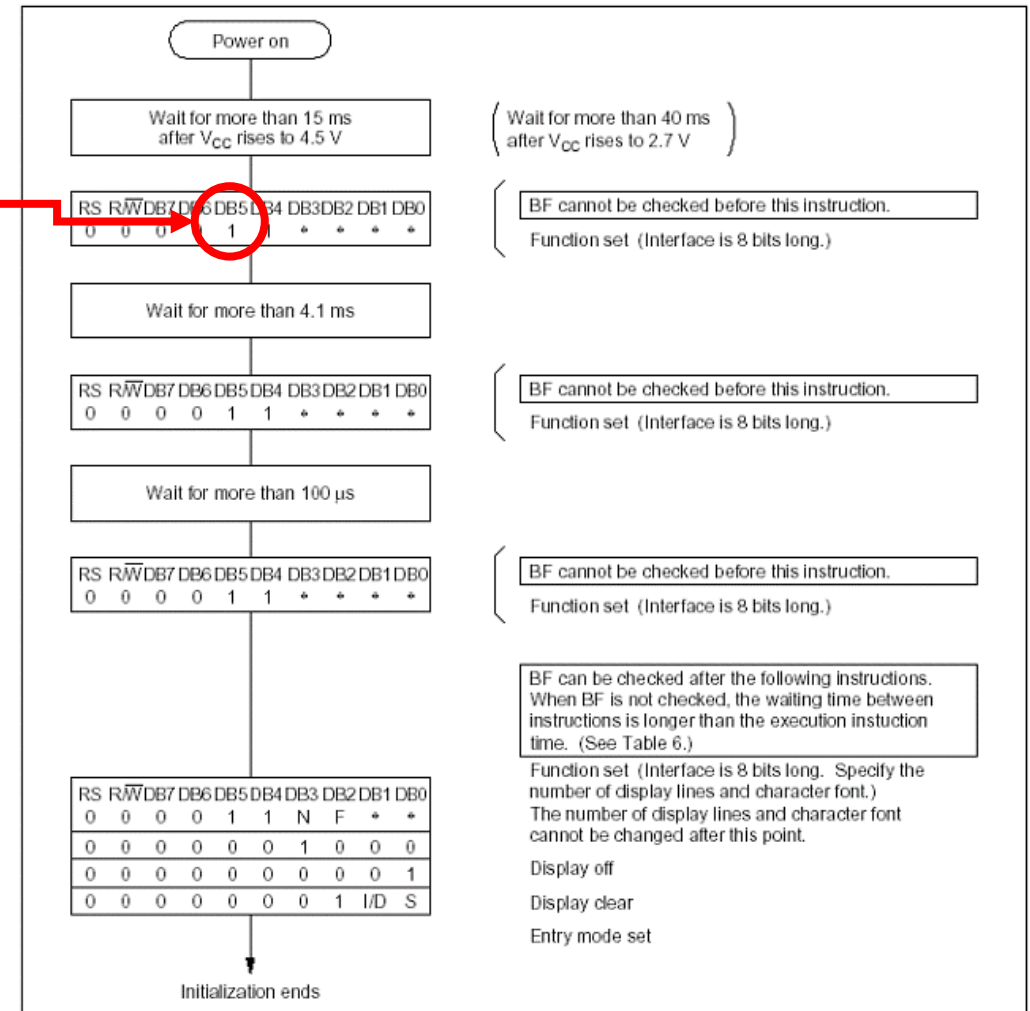 Power on
Wait for more than 15 ms
after VCC rises to 4.5 V
Wait for more than 40 ms
after VCC rises to 2.7 V
RS R/W DB7 DB6 DB5 DB4 DB3 DB2 DB1 DB0
0 0 0 0 1 1 * * * *
BF cannot be checked before this instruction.
Function set (Interface is 8 bits long.)
Wait for more than 4.1 ms
RS R/W DB7 DB6 DB5 DB4 DB3 DB2 DB1 DB0
0 0 0 0 1 1 * * * *
BF cannot be checked before this instruction.
Function set (Interface is 8 bits long.)
Wait for more than 100 µs
RS R/W DB7 DB6 DB5 DB4 DB3 DB2 DB1 DB0
0 0 0 0 1 1 * * * *
BF cannot be checked before this instruction.
Function set (Interface is 8 bits long.)
BF can be checked after the following instructions.
When BF is not checked, the waiting time between
instructions is longer than the execution instuction
time. (See Table 6.)
RS R/W DB7 DB6 DB5 DB4 DB3 DB2 DB1 DB0
0 0 0 0 1 1 N F * *
0 0 0 0 0 0 1 0 0 0
0 0 0 0 0 0 0 0 0 1
0 0 0 0 0 0 0 1 I/D S
Function set (Interface is 8 bits long. Specify the
number of display lines and character font.)
The number of display lines and character font
cannot be changed after this point.
Display off
Display clear
Entry mode set
Initialization ends